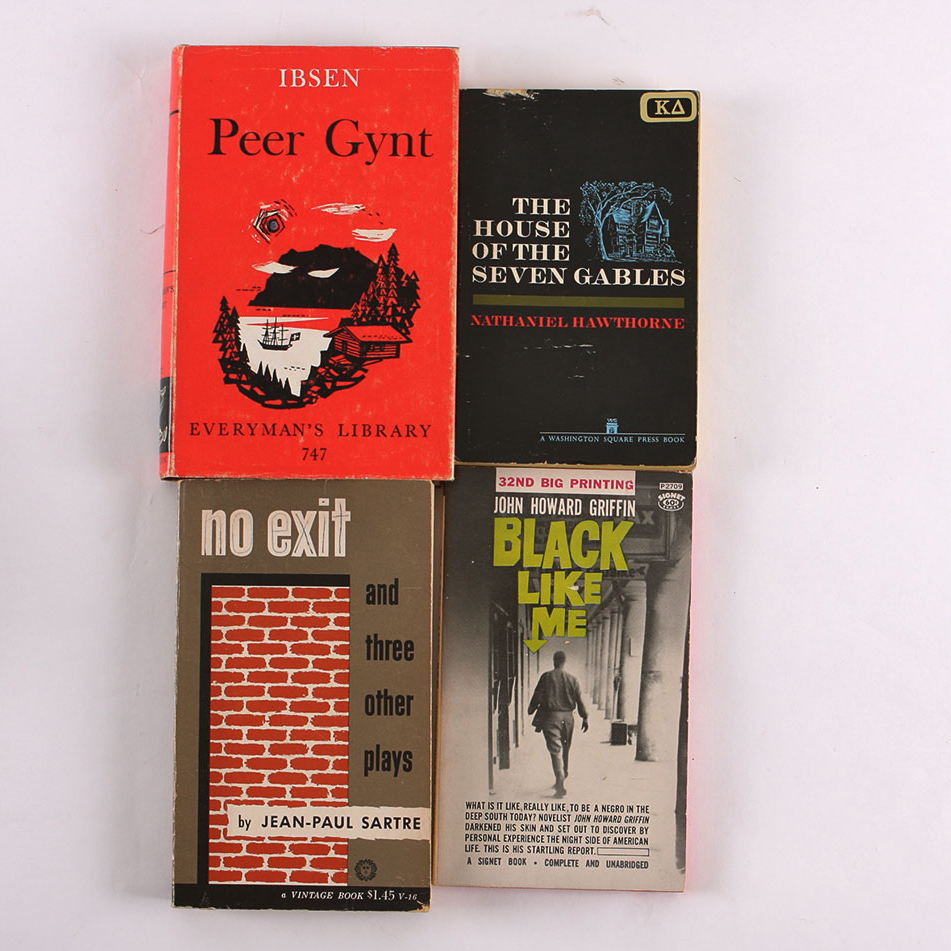 IBSEN
Peer Gynt
EVERYMAN'S LIBRARY
747
ΚΔ
THE
HOUSE
OF THE
SEVEN GABLES
NATHANIEL HAWTHORNE
A WASHINGTON SQUARE PRESS BOOK
no exit
and
three
other
plays
by JEAN-PAUL SARTRE
a VINTAGE BOOK $1.45 V-16
32ND BIG PRINTING
P2709
SIGNET
60¢
BOOKS
JOHN HOWARD GRIFFIN
BLACK
LIKE
ME
WHAT IS IT LIKE, REALLY LIKE, TO BE A NEGRO IN THE
DEEP SOUTH TODAY? NOVELIST JOHN HOWARD GRIFFIN
DARKENED HIS SKIN AND SET OUT TO DISCOVER BY
PERSONAL EXPERIENCE THE NIGHT SIDE OF AMERICAN
LIFE. THIS IS HIS STARTLING REPORT.
A SIGNET BOOK • COMPLETE AND UNABRIDGED